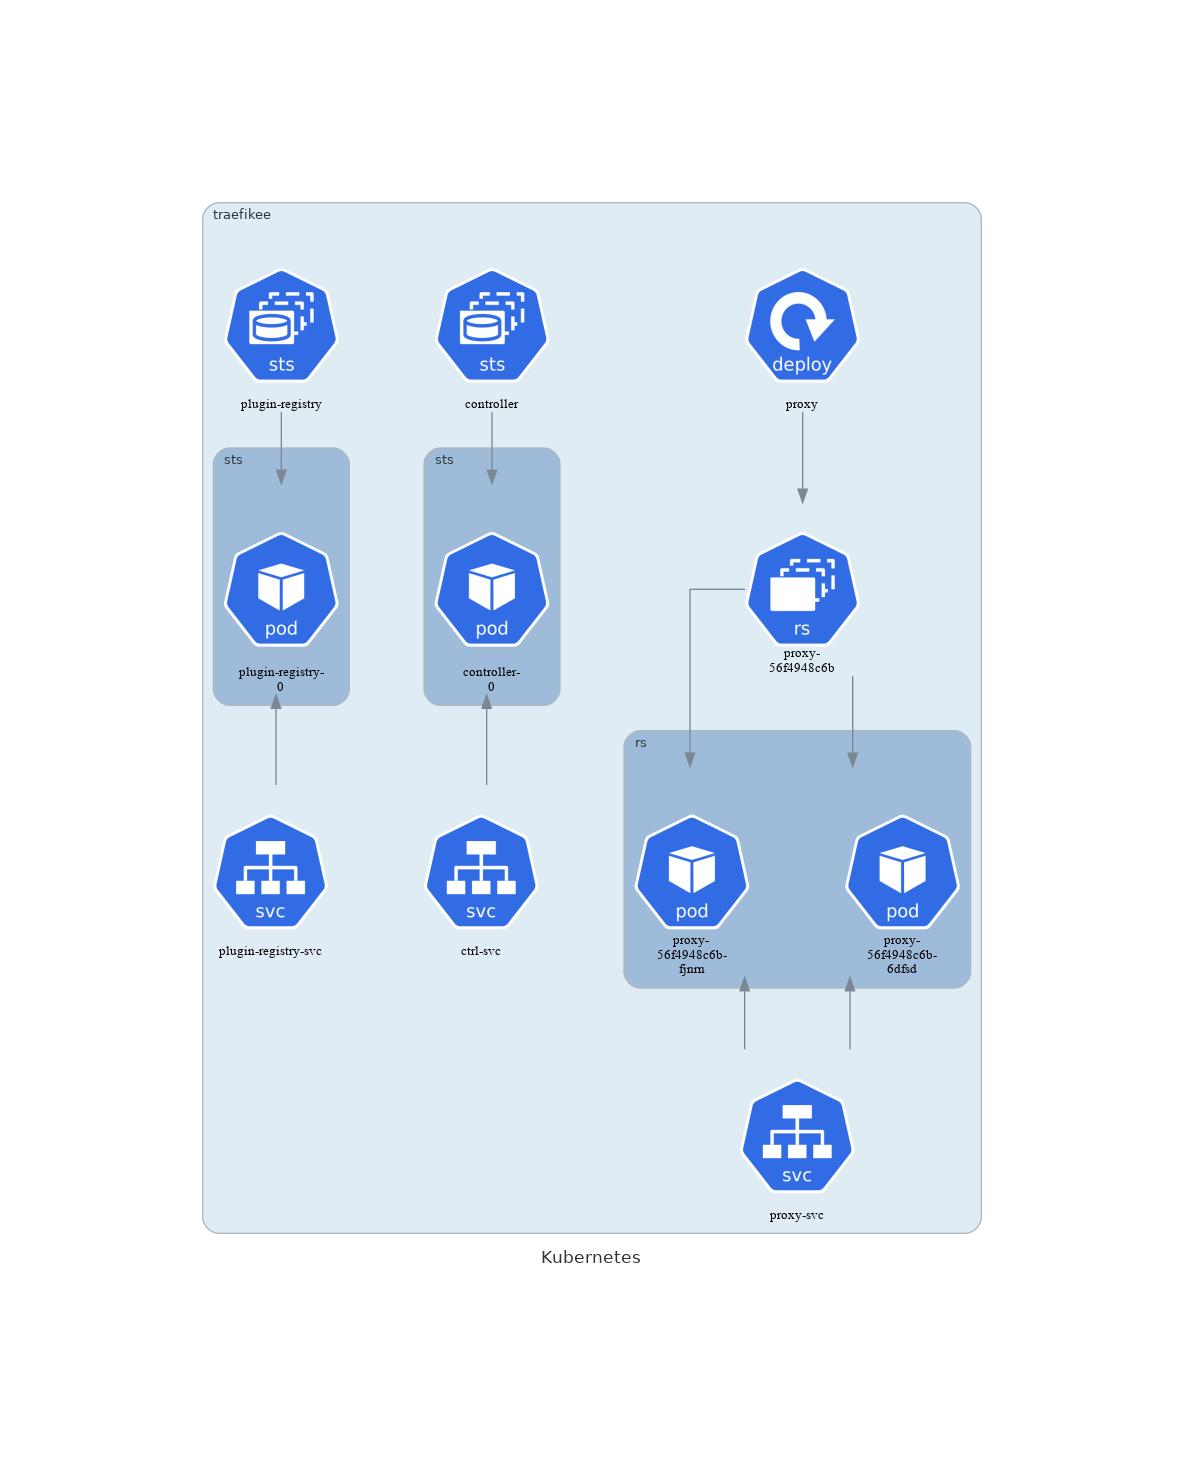 traefikee
sts
sts
deploy
plugin-registry
controller
proxy
sts
sts
pod
pod
rs
plugin-registry-
0
controller-
0
proxy-
56f4948c6b
rs
svc
svc
pod
pod
plugin-registry-svc
ctrl-svc
proxy-
56f4948c6b-
fjnrn
proxy-
56f4948c6b-
6dfsd
svc
proxy-svc
Kubernetes